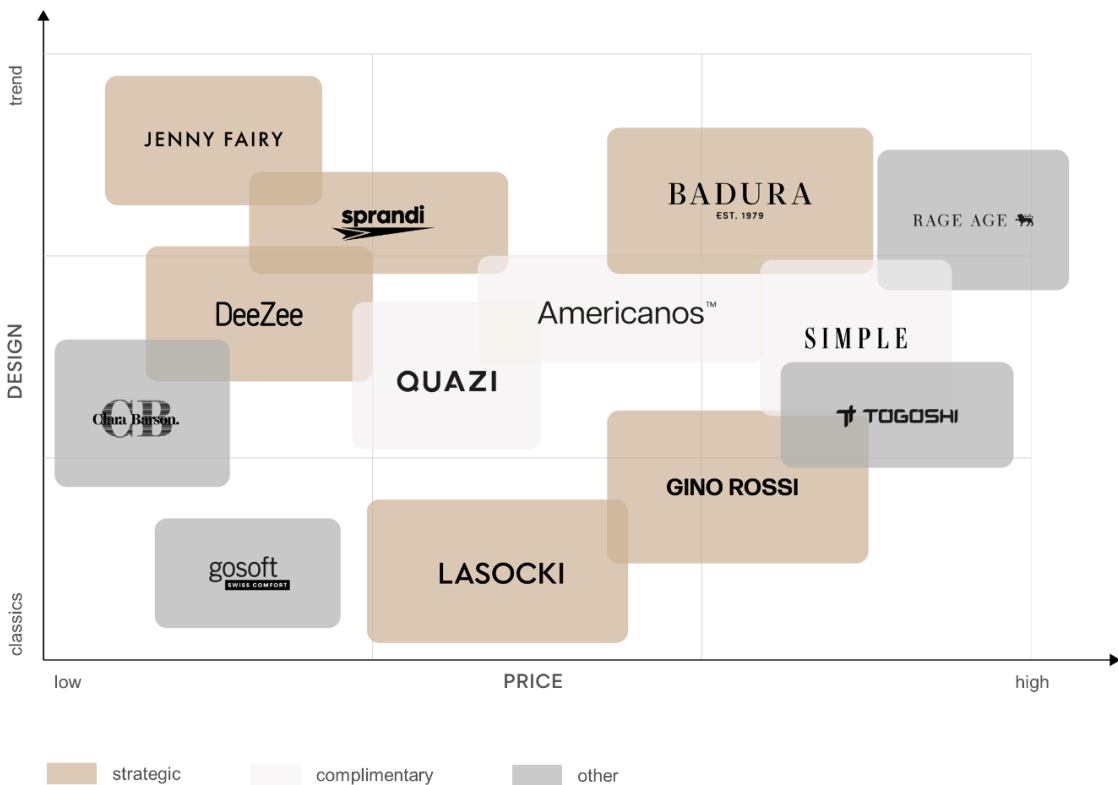 trend
JENNY FAIRY
sprandi
BADURA
EST. 1979
RAGE AGE
DeeZee
Americanos™
SIMPLE
DESIGN
QUAZI
CB
Clara Barson.
TOGOSHI
GINO ROSSI
gosoft
SWISS COMFORT
LASOCKI
classics
low
PRICE
high
strategic
complimentary
other